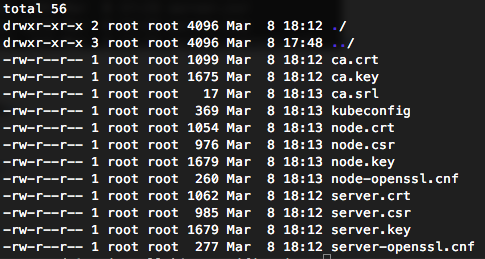 total 56
drwxr-xr-x 2 root root 4096 Mar  8 18:12 ./
drwxr-xr-x 3 root root 4096 Mar  8 17:48 ../
-rw-r--r-- 1 root root 1099 Mar  8 18:12 ca.crt
-rw-r--r-- 1 root root 1675 Mar  8 18:12 ca.key
-rw-r--r-- 1 root root   17 Mar  8 18:13 ca.srl
-rw-r--r-- 1 root root  369 Mar  8 18:13 kubeconfig
-rw-r--r-- 1 root root 1054 Mar  8 18:13 node.crt
-rw-r--r-- 1 root root  976 Mar  8 18:13 node.csr
-rw-r--r-- 1 root root 1679 Mar  8 18:13 node.key
-rw-r--r-- 1 root root  260 Mar  8 18:13 node-openssl.cnf
-rw-r--r-- 1 root root 1062 Mar  8 18:12 server.crt
-rw-r--r-- 1 root root  985 Mar  8 18:12 server.csr
-rw-r--r-- 1 root root 1679 Mar  8 18:12 server.key
-rw-r--r-- 1 root root  277 Mar  8 18:12 server-openssl.cnf